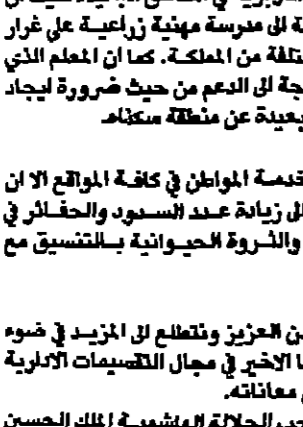 ة الى مدرسة مهنية زراعية على غرار
تلفة من المملكة. كما ان المعلم الذي
جة الى الدعم من حيث ضرورة ايجاد
بعيدة عن منطقة سكناه.
خدمة المواطن في كافة المواقع الا ان
الى زيادة عدد السدود والحفائر في
والثروة الحيوانية بالتنسيق مع
ن العزيز ونتطلع الى المزيد في ضوء
ا الاخير في مجال التقسيمات الادارية
معاناته.
الجلالة الهاشمية الملك الحسين